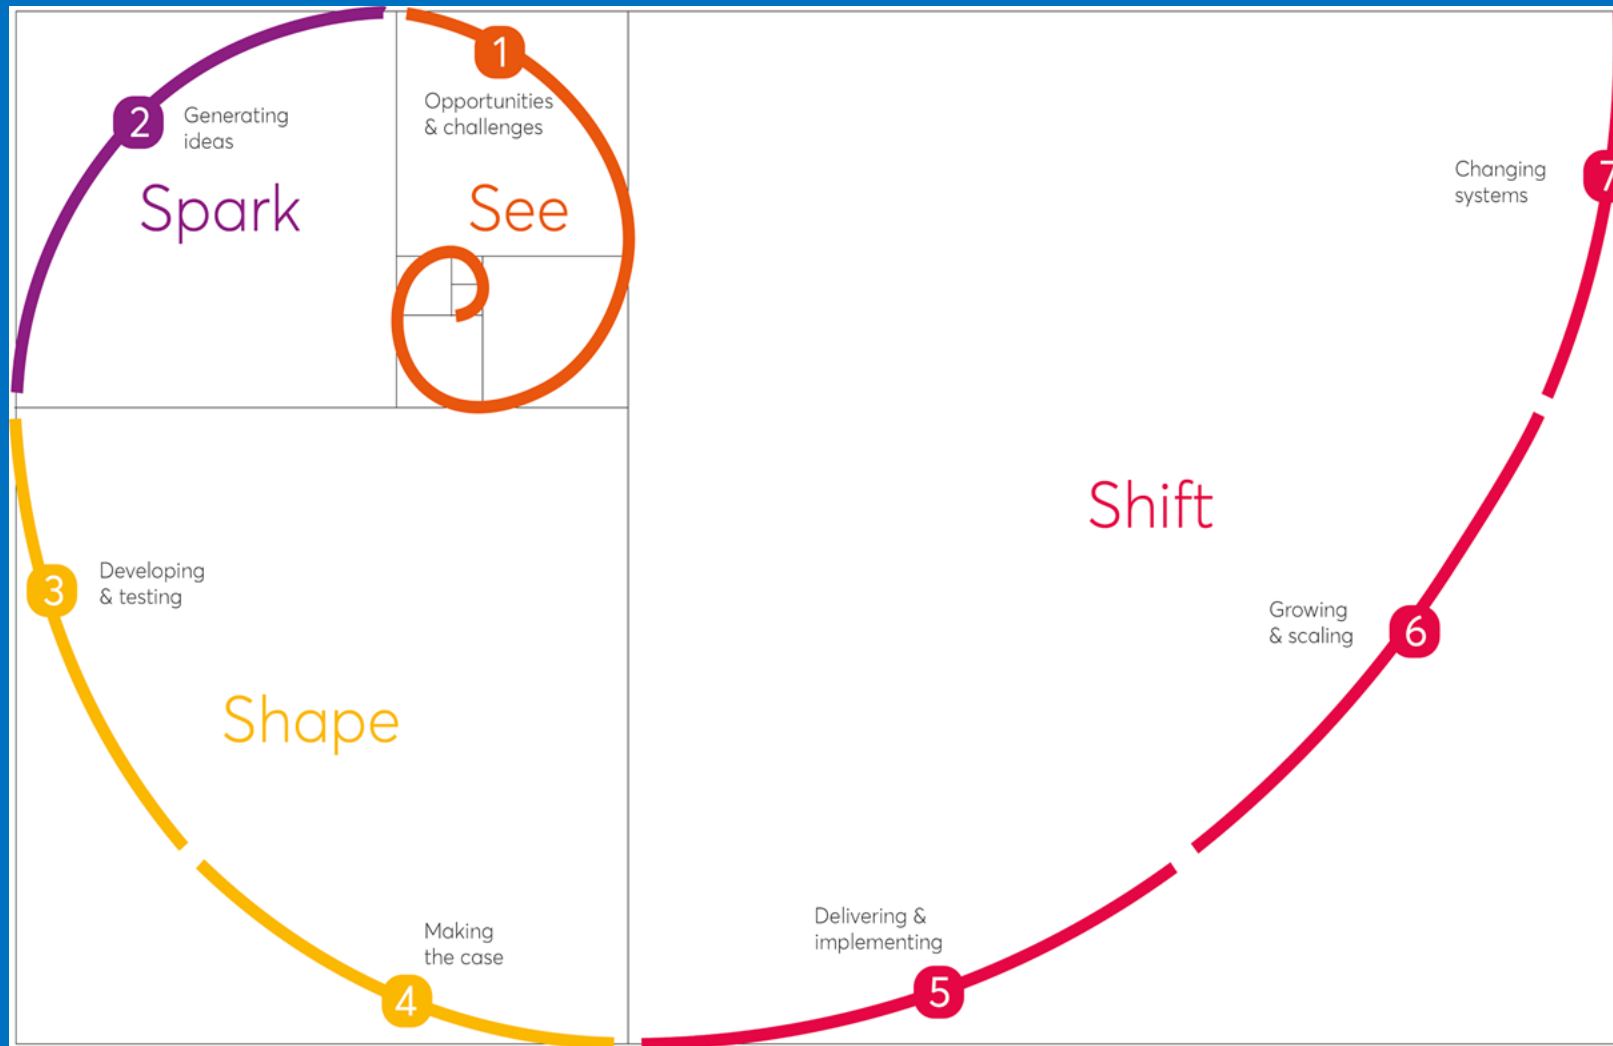 1
Opportunities
& challenges
See
2
Generating
ideas
Spark
3
Developing
& testing
Shape
4
Making
the case
5
Delivering &
implementing
Shift
6
Growing
& scaling
7
Changing
systems